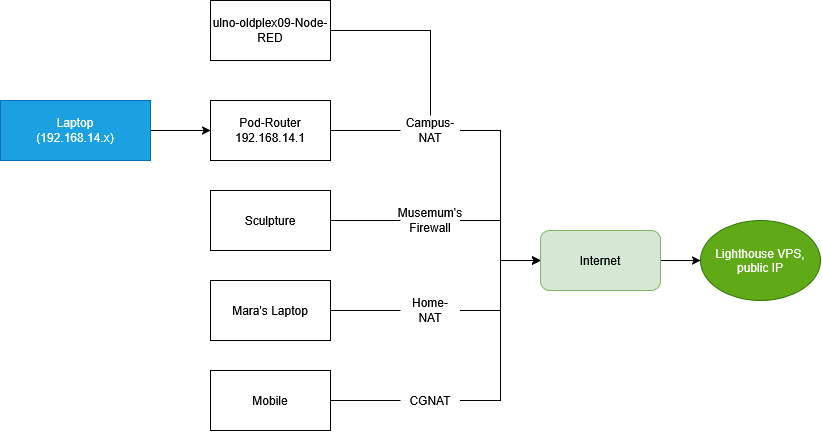 ulno-oldplex09-Node-
RED
Laptop
(192.168.14.x)
Pod-Router
192.168.14.1
Campus-
NAT
Sculpture
Musemum's
Firewall
Internet
Lighthouse VPS,
public IP
Mara's Laptop
Home-
NAT
Mobile
CGNAT